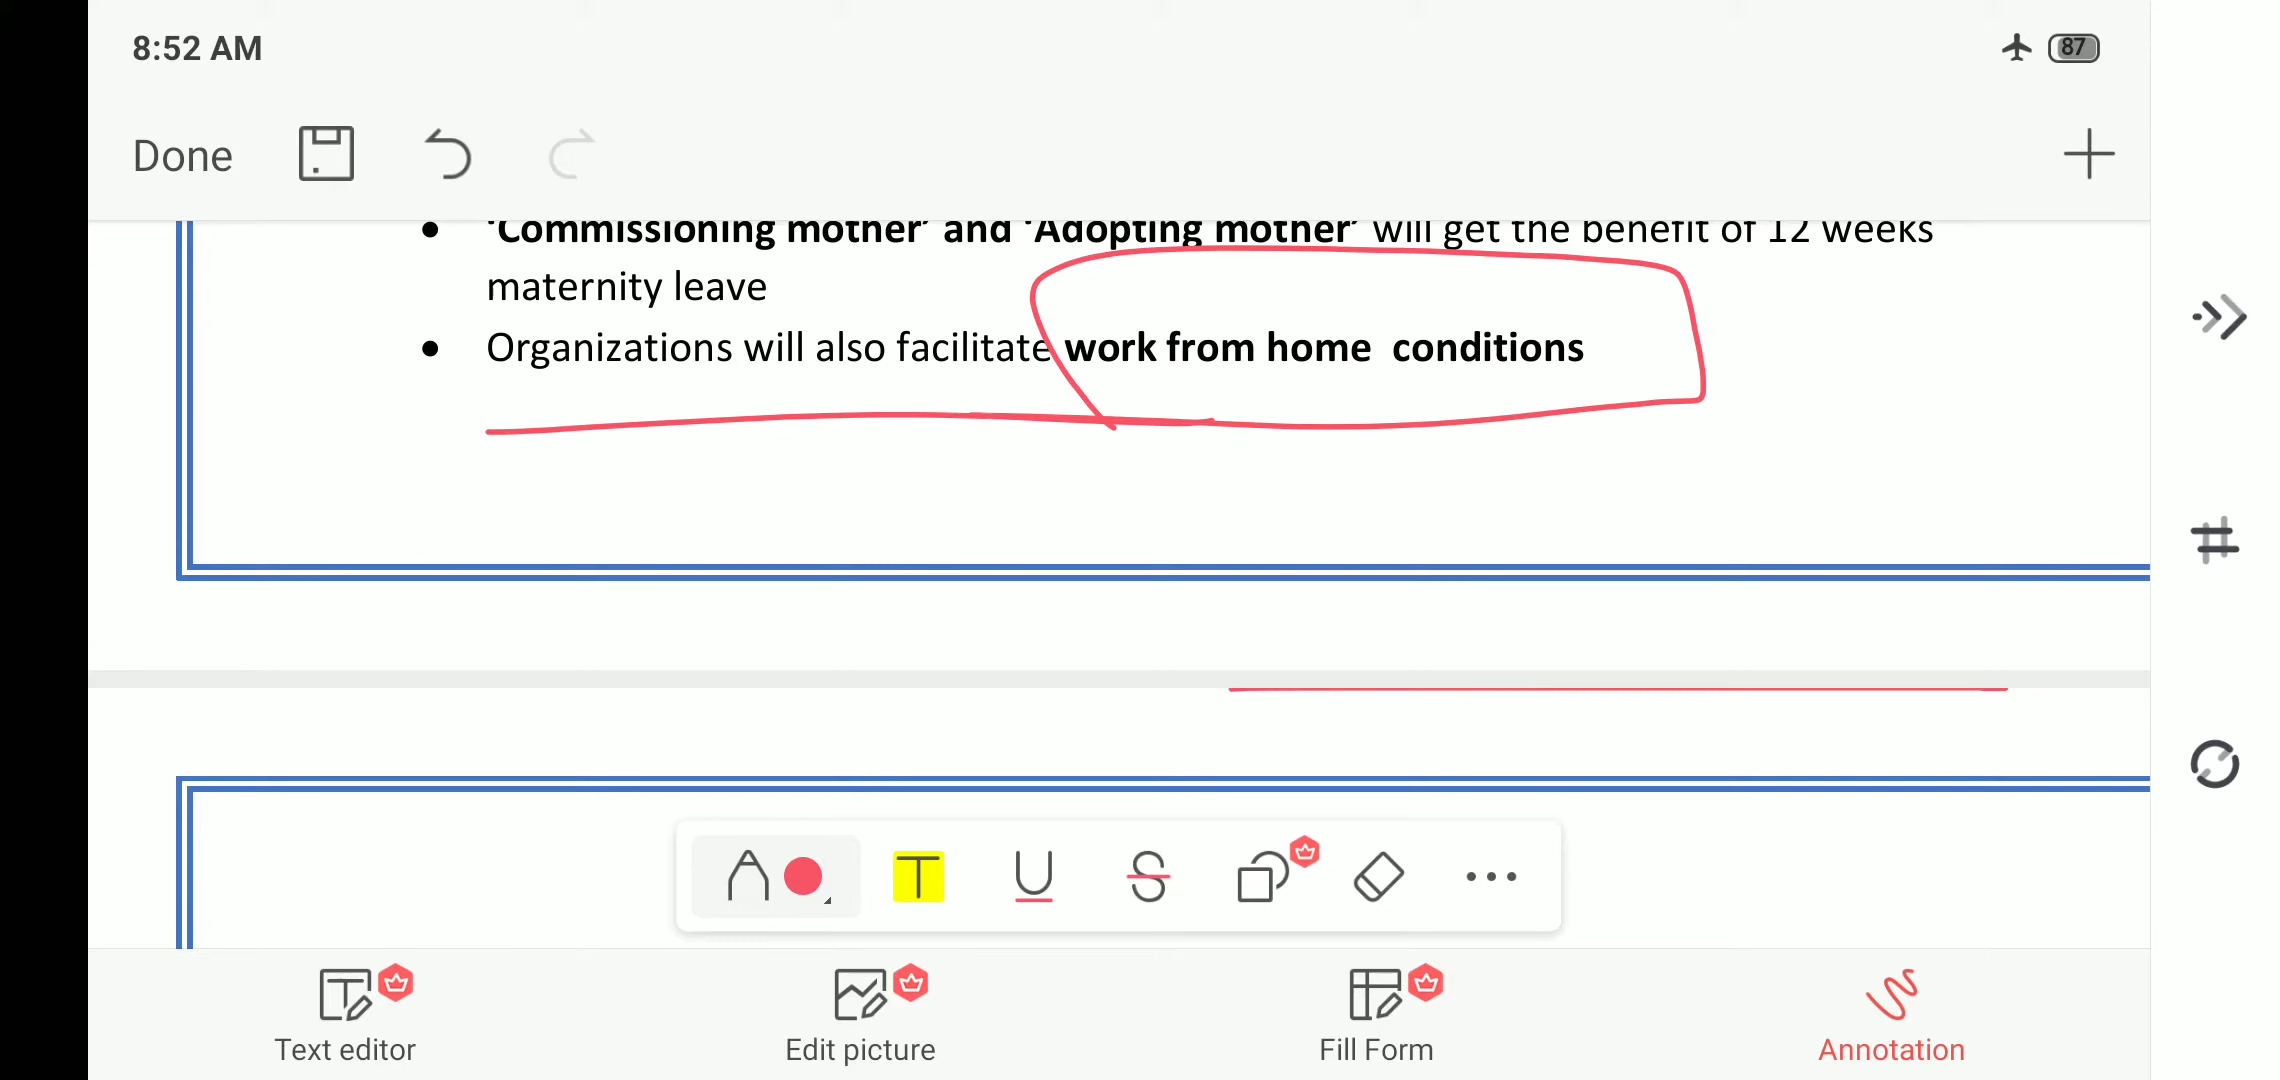 8:52 AM
87
Done
• 'Commissioning mother' and 'Adopting mother' will get the benefit of 12 weeks
maternity leave
• Organizations will also facilitate work from home conditions
T U S
Text editor
Edit picture
Fill Form
Annotation